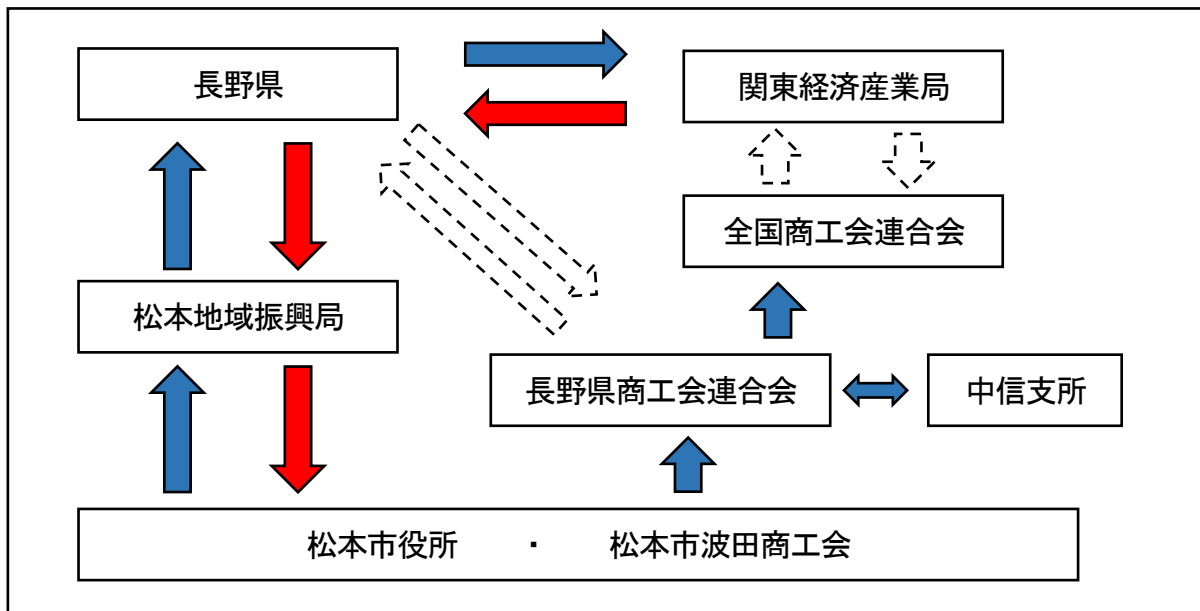 長野県
関東経済産業局
全国商工会連合会
松本地域振興局
長野県商工会連合会
中信支所
松本市役所 ・ 松本市波田商工会